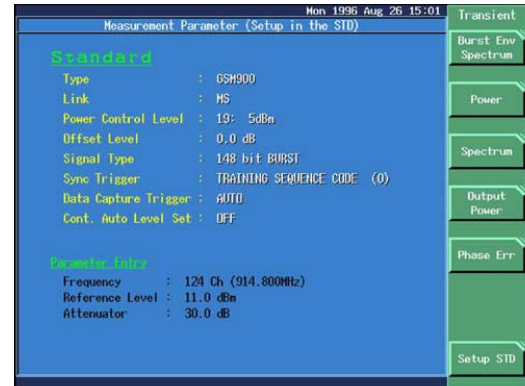 Mon 1996 Aug 26 15:01
Measurement Parameter (Setup in the STD)
Standard
Type : GSM900
Link : MS
Power Control Level : 19: 5dBm
Offset Level : 0.0 dB
Signal Type : 148 bit BURST
Sync Trigger : TRAINING SEQUENCE CODE (0)
Data Capture Trigger : AUTO
Cont. Auto Level Set : OFF
Parameter Entry
Frequency : 124 Ch (914.800MHz)
Reference Level : 11.0 dBm
Attenuator : 30.0 dB
Transient
Burst Env
Spectrum
Power
Spectrum
Output
Power
Phase Err
Setup STD